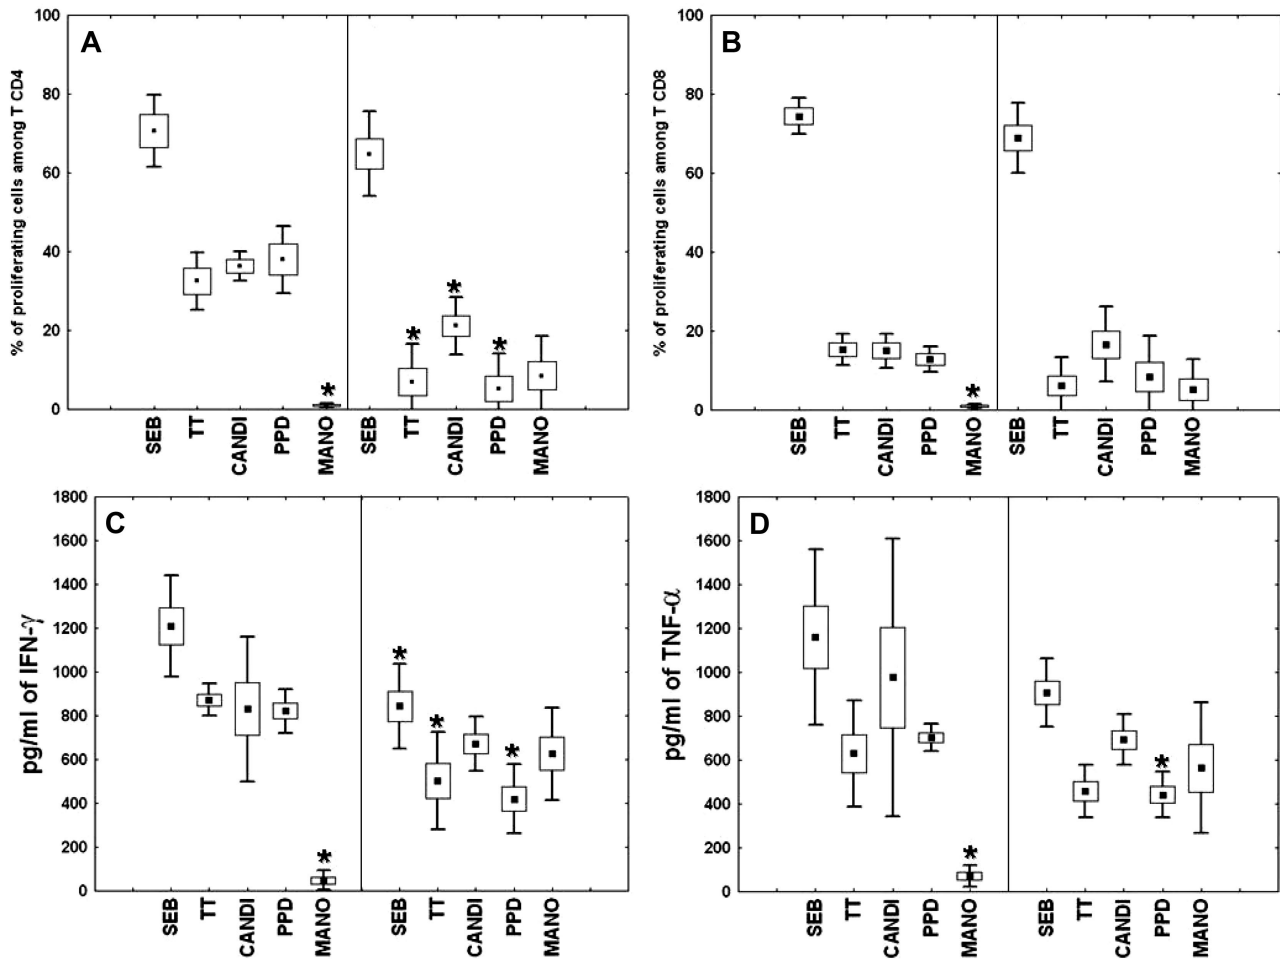 A
% of proliferating cells among T CD4
100
80
60
40
20
0
* * * *
*
SEB TT CANDI PPD MANO SEB TT CANDI PPD MANO
B
% of proliferating cells among T CD8
100
80
60
40
20
0
*
SEB TT CANDI PPD MANO SEB TT CANDI PPD MANO
C
pg/ml of IFN-γ
1800
1600
1400
1200
1000
800
600
400
200
0
* * * *
SEB TT CANDI PPD MANO SEB TT CANDI PPD MANO
D
pg/ml of TNF-α
1800
1600
1400
1200
1000
800
600
400
200
0
* *
SEB TT CANDI PPD MANO SEB TT CANDI PPD MANO